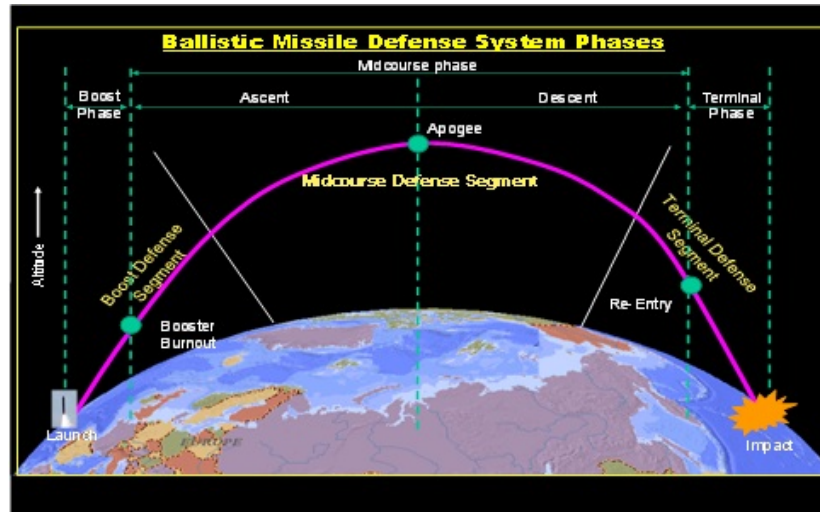 Ballistic Missile Defense System Phases
Midcourse phase
Boost
Phase
Ascent
Descent
Terminal
Phase
Apogee
Midcourse Defense Segment
Altitude
Boost Defense
Segment
Terminal Defense
Segment
Booster
Burnout
Re-Entry
Launch
EUROPE
Impact